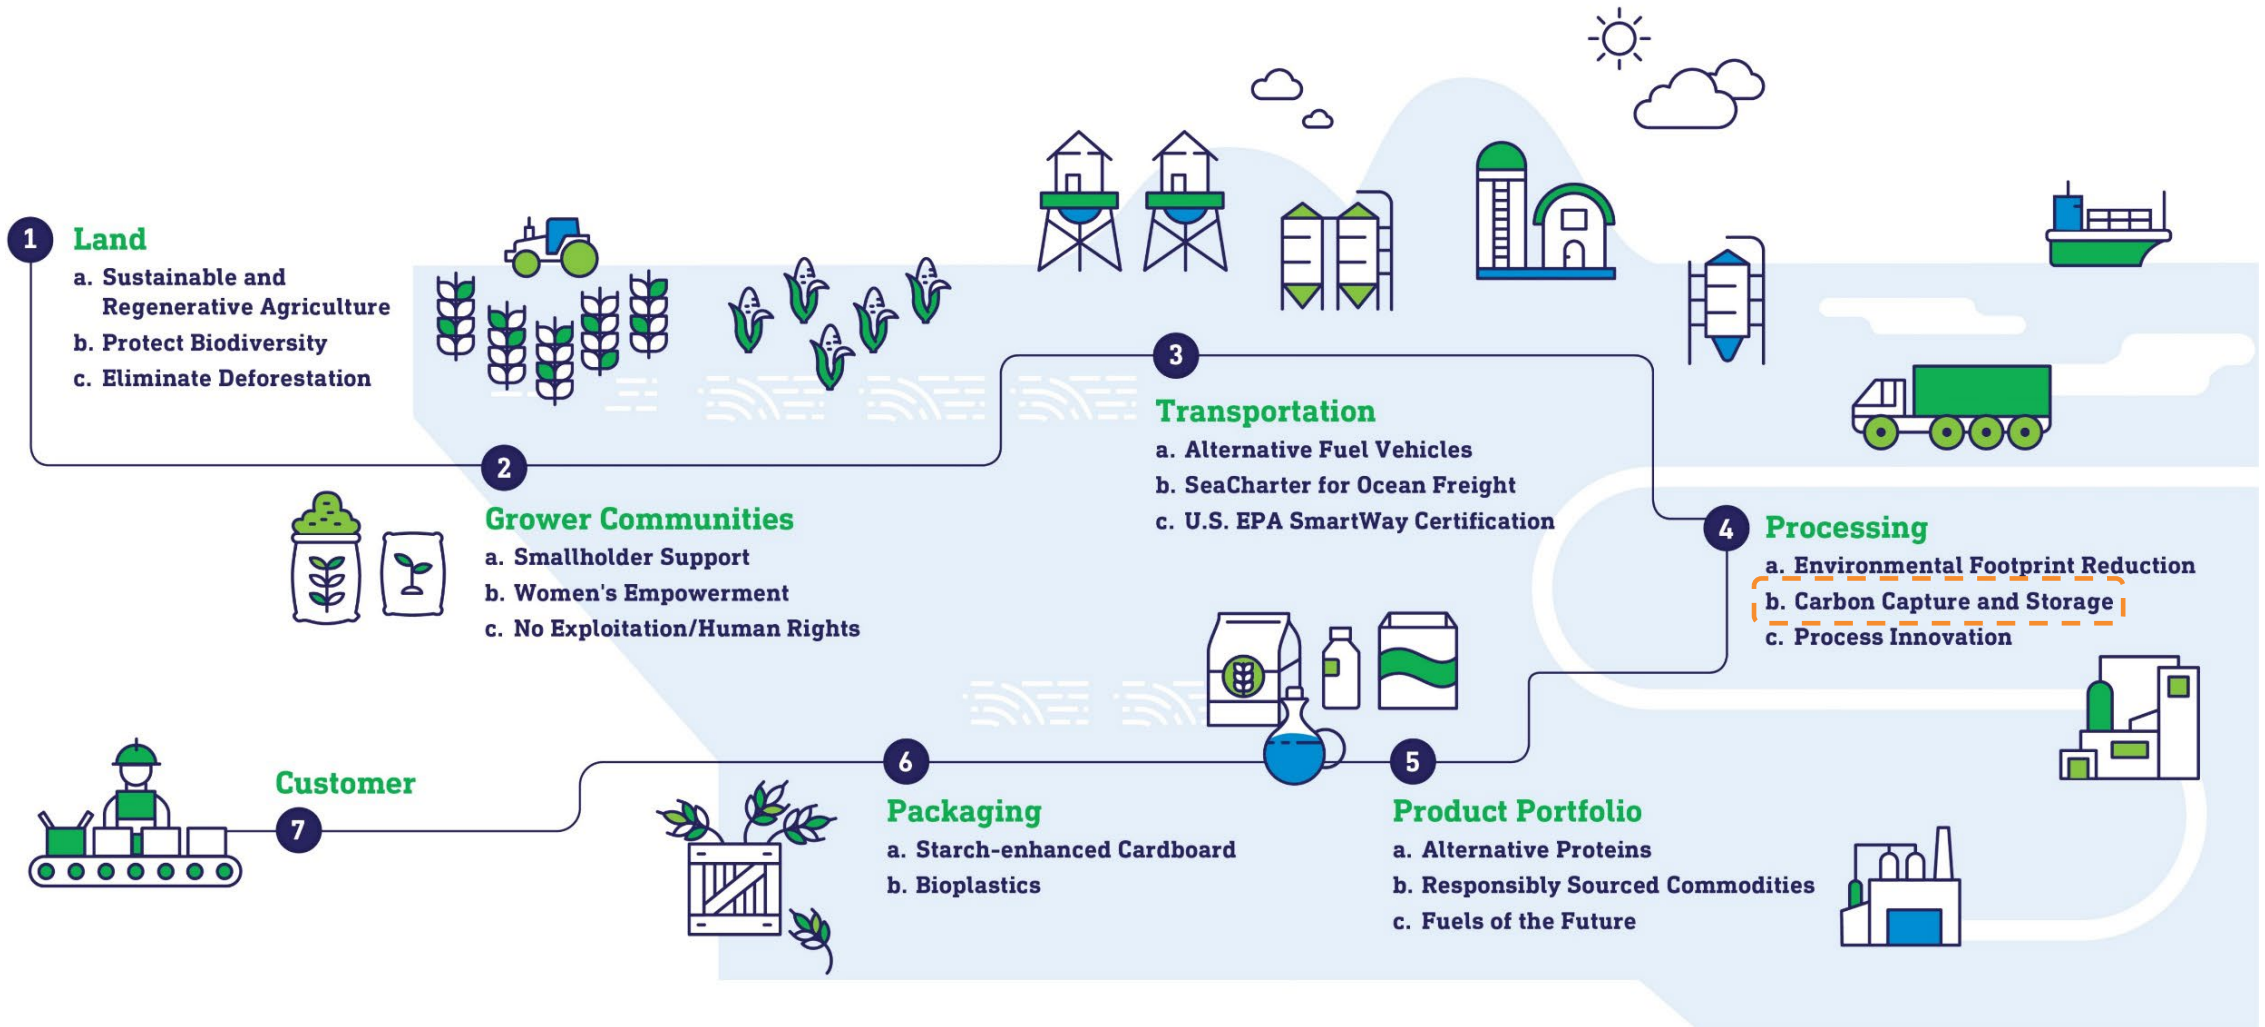 1 Land
a. Sustainable and
Regenerative Agriculture
b. Protect Biodiversity
c. Eliminate Deforestation
2
Grower Communities
a. Smallholder Support
b. Women's Empowerment
c. No Exploitation/Human Rights
3
Transportation
a. Alternative Fuel Vehicles
b. SeaCharter for Ocean Freight
c. U.S. EPA SmartWay Certification
4 Processing
a. Environmental Footprint Reduction
b. Carbon Capture and Storage
c. Process Innovation
5
Product Portfolio
a. Alternative Proteins
b. Responsibly Sourced Commodities
c. Fuels of the Future
6
Packaging
a. Starch-enhanced Cardboard
b. Bioplastics
Customer
7